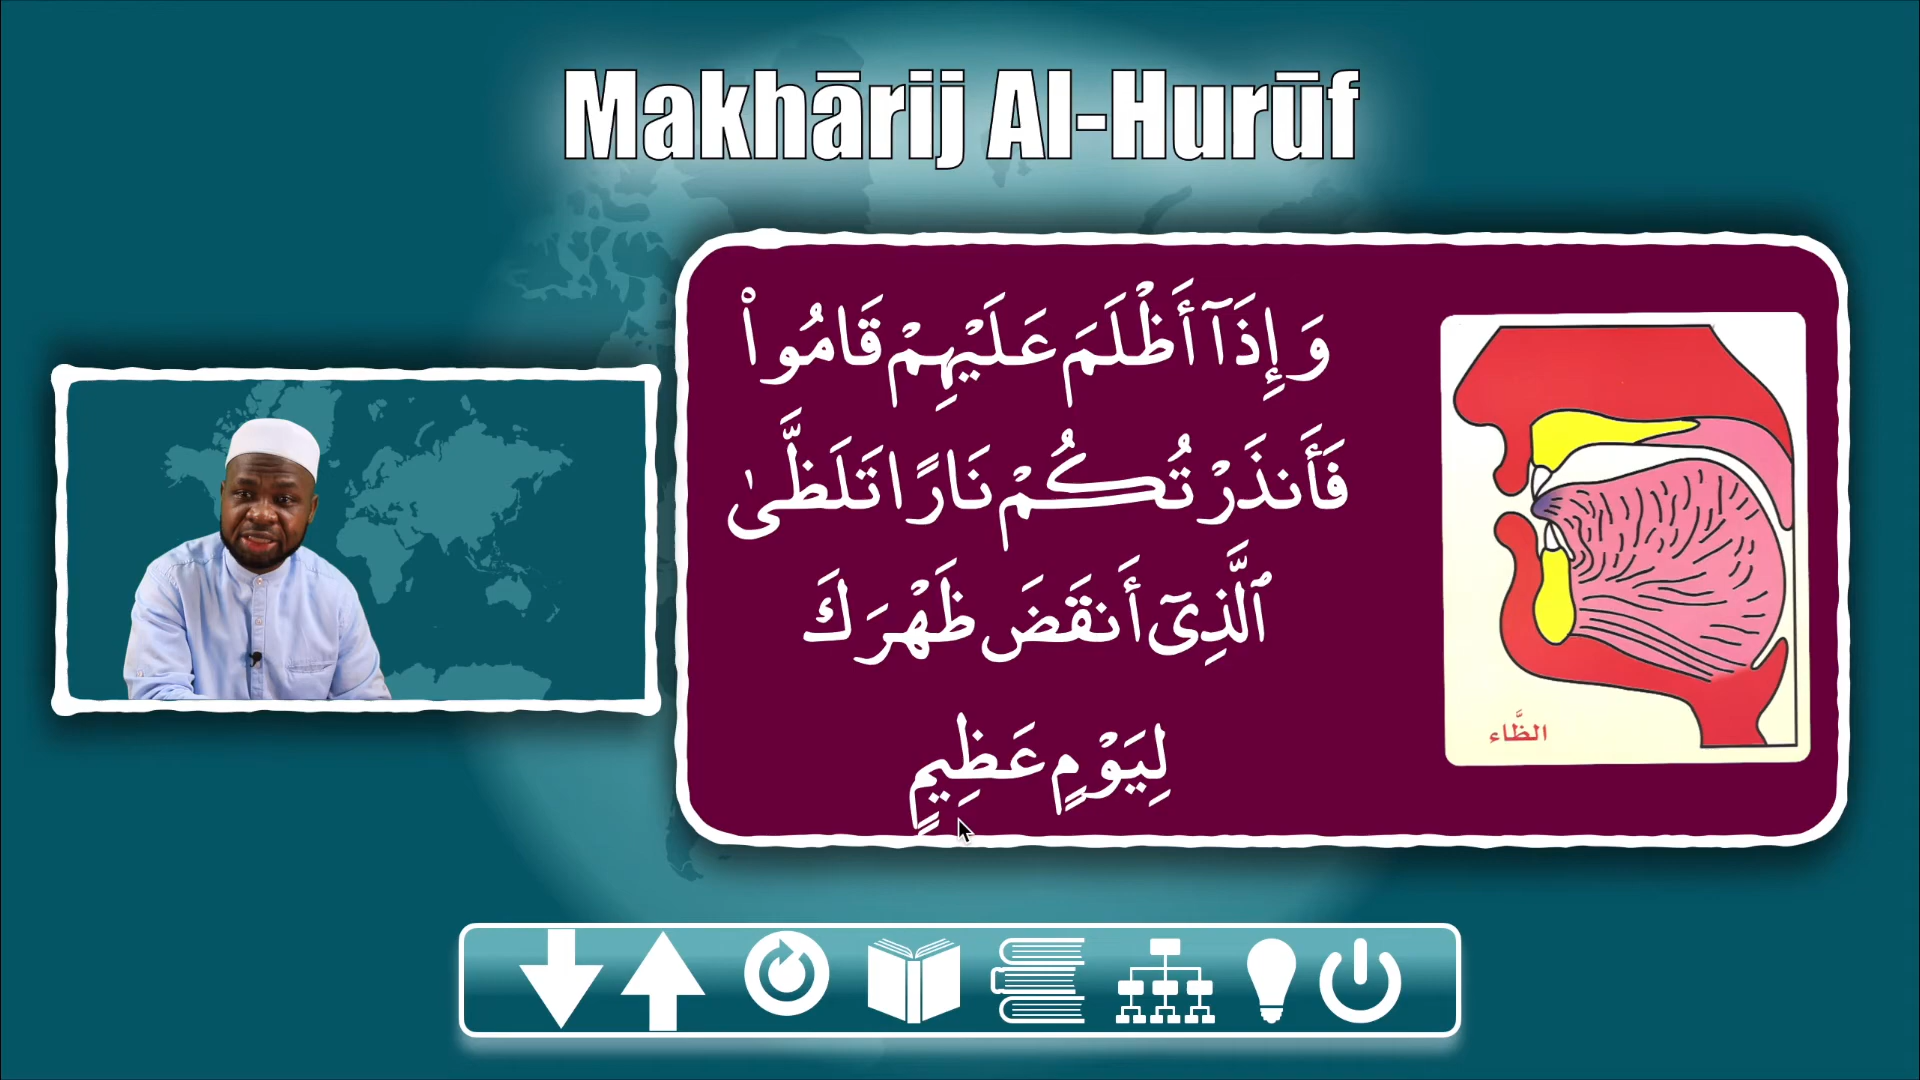 Makhārij Al-Hurūf
وَإِذَآ أَظْلَمَ عَلَيْهِمْ قَامُوا۟
فَأَنذَرْتُكُمْ نَارًا تَلَظَّىٰ
ٱلَّذِىٓ أَنقَضَ ظَهْرَكَ
لِيَوْمٍ عَظِيمٍ
الظَّاء